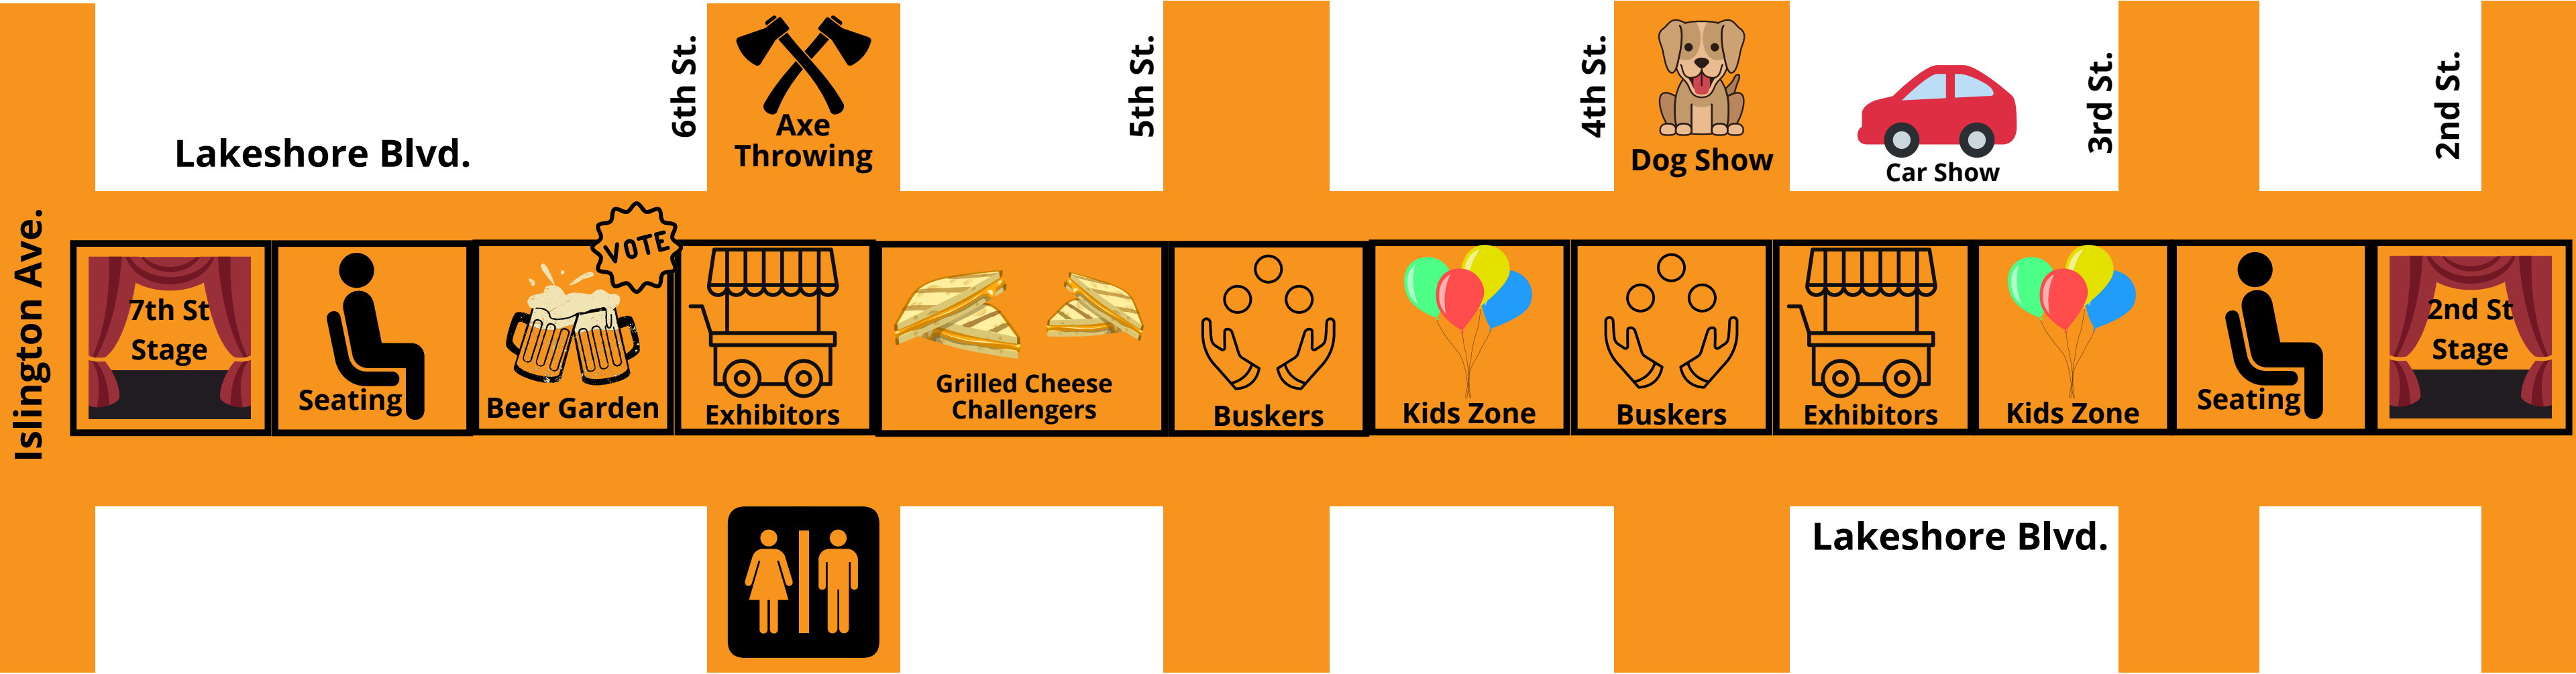 6th St.
Axe
Throwing
5th St.
4th St.
Dog Show
Car Show
3rd St.
2nd St.
Lakeshore Blvd.
Islington Ave.
7th St
Stage
Seating
Beer Garden
VOTE
Exhibitors
Grilled Cheese
Challengers
Buskers
Kids Zone
Buskers
Exhibitors
Kids Zone
Seating
2nd St
Stage
Lakeshore Blvd.